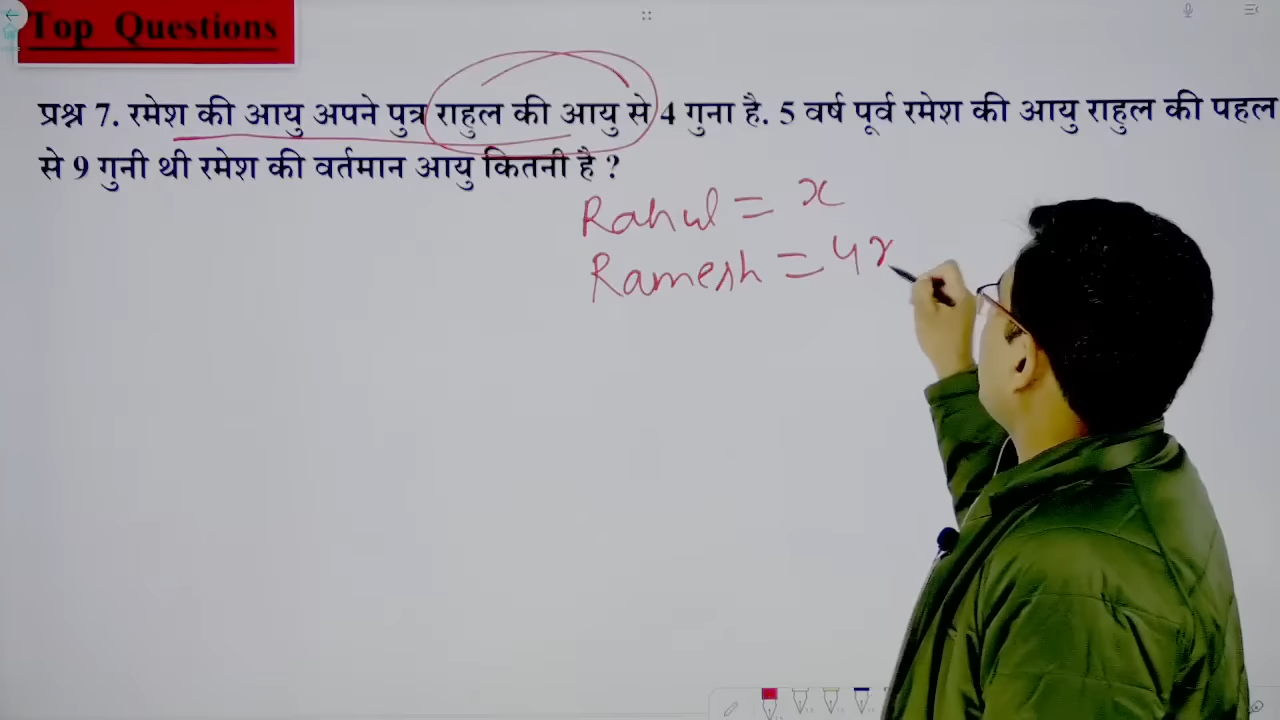 Top Questions
प्रश्न 7. रमेश की आयु अपने पुत्र राहुल की आयु से 4 गुना है. 5 वर्ष पूर्व रमेश की आयु राहुल की पहल
से 9 गुनी थी रमेश की वर्तमान आयु कितनी है ?
Rahul = x
Ramesh = 4x